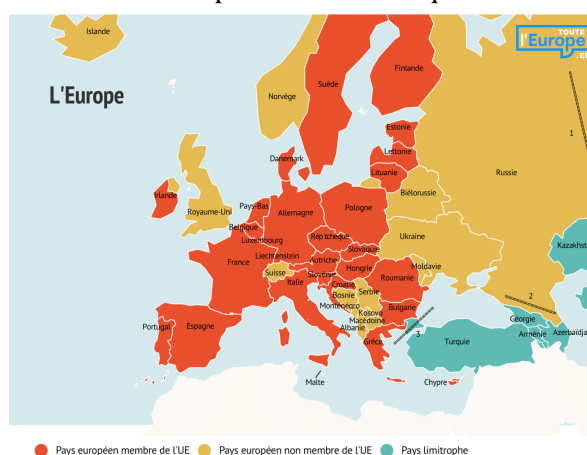 L'Europe
TOUTE
l'Europe
.EU
Islande
Norvège
Suède
Finlande
Estonie
Lettonie
Lituanie
Danemark
Irlande
Royaume-Uni
Pays-Bas
Belgique
Luxembourg
Allemagne
Pologne
Biélorussie
Russie
1
Kazakhst
Ukraine
Rép tchèque
Slovaquie
France
Liechtenstein
Suisse
Autriche
Hongrie
Moldavie
Slovénie
Italie
Croatie
Roumanie
Bosnie
Serbie
Monténégro
Kosovo
Bulgarie
Macédoine
Albanie
Grèce
Portugal
Espagne
Malte
Chypre
Turquie
2
3
Géorgie
Arménie
Azerbaïdja
Pays européen membre de l'UE Pays européen non membre de l'UE Pays limitrophe